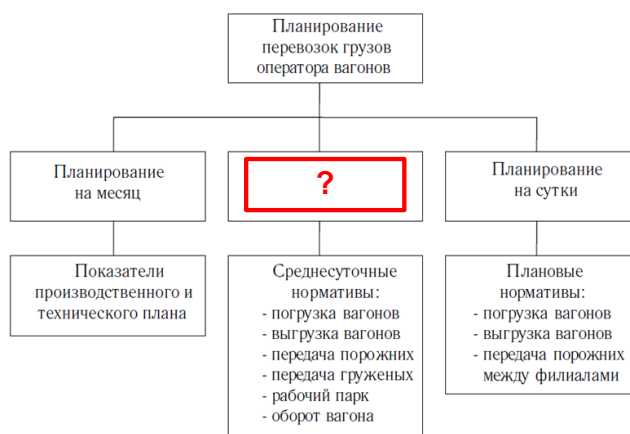 Планирование
перевозок грузов
оператора вагонов
Планирование
на месяц
?
Планирование
на сутки
Показатели
производственного и
технического плана
Среднесуточные
нормативы:
- погрузка вагонов
- выгрузка вагонов
- передача порожних
- передача груженых
- рабочий парк
- оборот вагона
Плановые
нормативы:
- погрузка вагонов
- выгрузка вагонов
- передача порожних
между филиалами